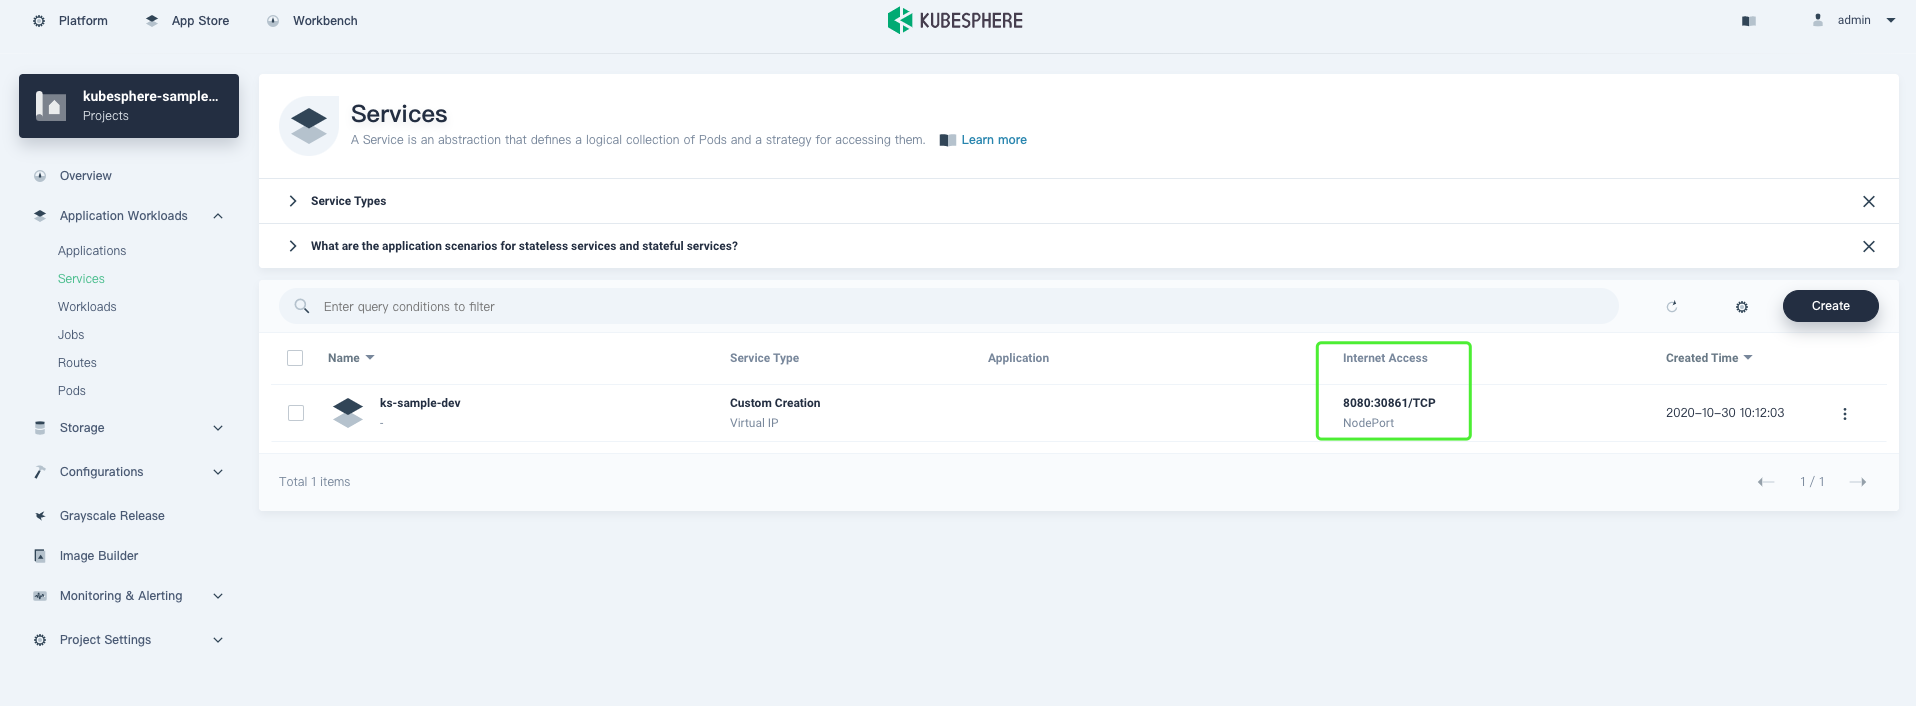 Platform
App Store
Workbench
KUBESPHERE
admin
kubesphere-sample...
Projects
Overview
Application Workloads
Applications
Services
Workloads
Jobs
Routes
Pods
Storage
Configurations
Grayscale Release
Image Builder
Monitoring & Alerting
Project Settings
Services
A Service is an abstraction that defines a logical collection of Pods and a strategy for accessing them. Learn more
Service Types
What are the application scenarios for stateless services and stateful services?
Enter query conditions to filter
Create
Name Service Type Application Internet Access Created Time
ks-sample-dev Custom Creation 8080:30861/TCP 2020-10-30 10:12:03
- Virtual IP NodePort
Total 1 items
1 / 1